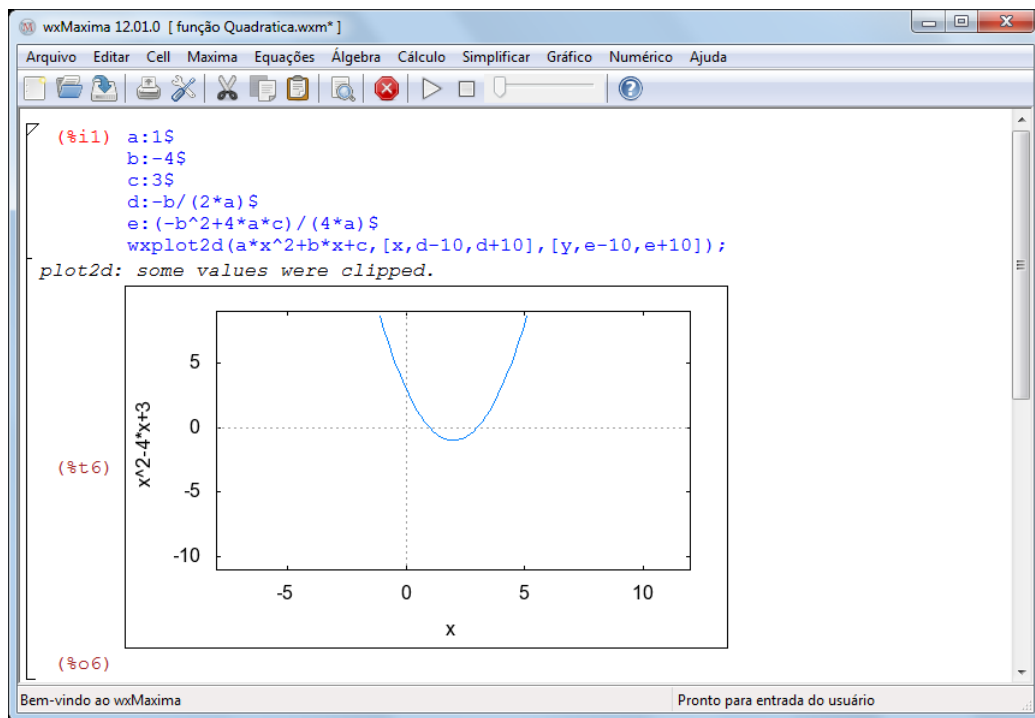 wxMaxima 12.01.0 [ função Quadratica.wxm* ]
Arquivo Editar Cell Maxima Equações Álgebra Cálculo Simplificar Gráfico Numérico Ajuda
(%i1) a:1$
b:-4$
c:3$
d:-b/(2*a)$
e:(-b^2+4*a*c)/(4*a)$
wxplot2d(a*x^2+b*x+c,[x,d-10,d+10],[y,e-10,e+10]);
plot2d: some values were clipped.
(%t6)
x^2-4*x+3
5
0
-5
-10
-5 0 5 10
x
(%o6)
Bem-vindo ao wxMaxima Pronto para entrada do usuário